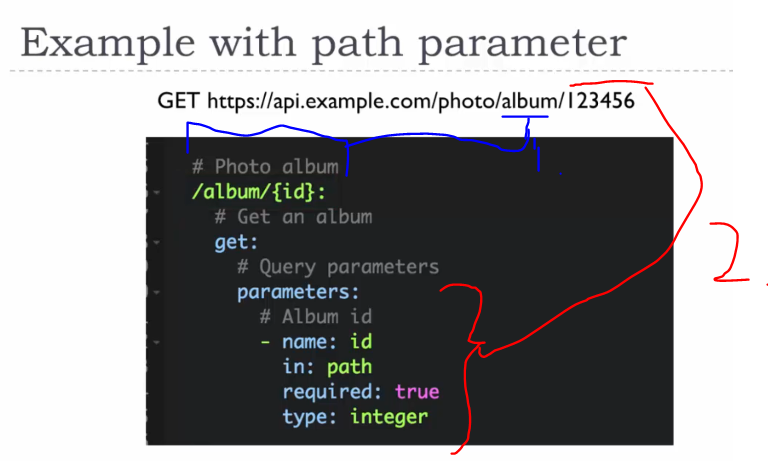 Example with path parameter
GET https://api.example.com/photo/album/123456
# Photo album
/album/{id}:
# Get an album
get:
# Query parameters
parameters:
# Album id
- name: id
in: path
required: true
type: integer
2